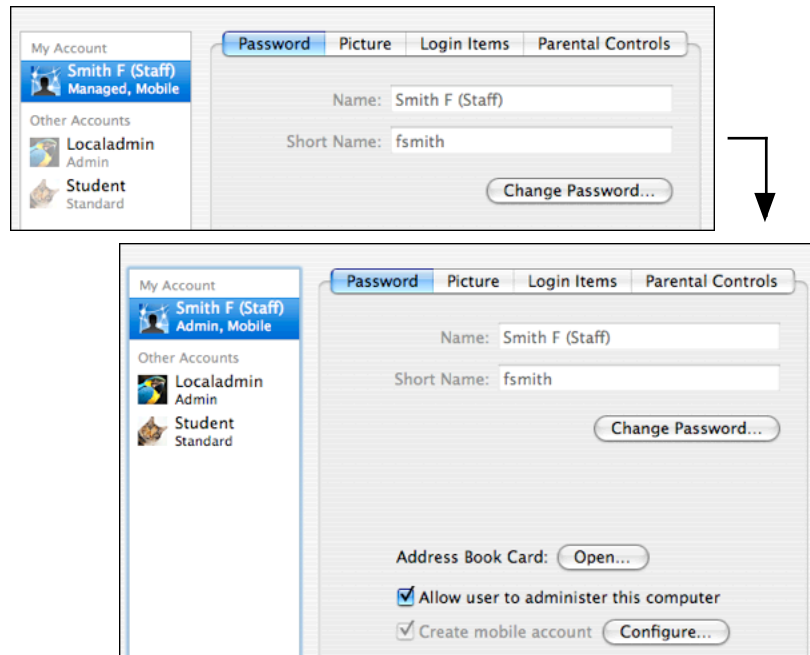 My Account
Smith F (Staff)
Managed, Mobile
Other Accounts
Localadmin
Admin
Student
Standard
Password Picture Login Items Parental Controls
Name: Smith F (Staff)
Short Name: fsmith
Change Password...
My Account
Smith F (Staff)
Admin, Mobile
Other Accounts
Localadmin
Admin
Student
Standard
Password Picture Login Items Parental Controls
Name: Smith F (Staff)
Short Name: fsmith
Change Password...
Address Book Card: Open...
Allow user to administer this computer
Create mobile account Configure...